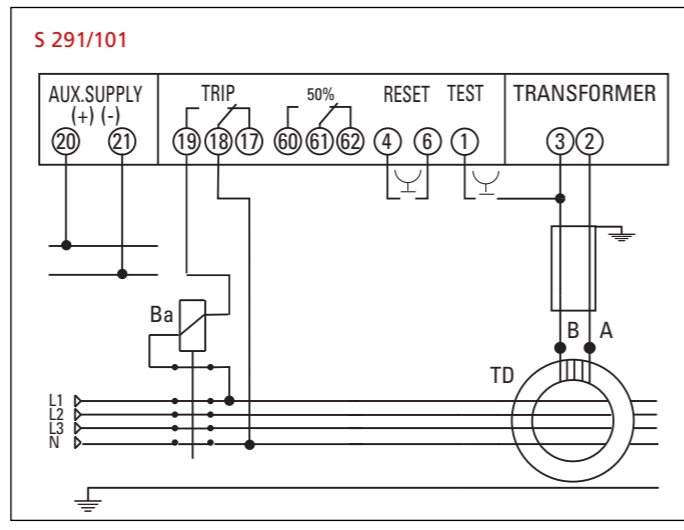 S 291/101
AUX.SUPPLY TRIP 50% RESET TEST TRANSFORMER
(+) (-)
20 21 19 18 17 60 61 62 4 6 1 3 2
Ba
B A
TD
L1
L2
L3
N